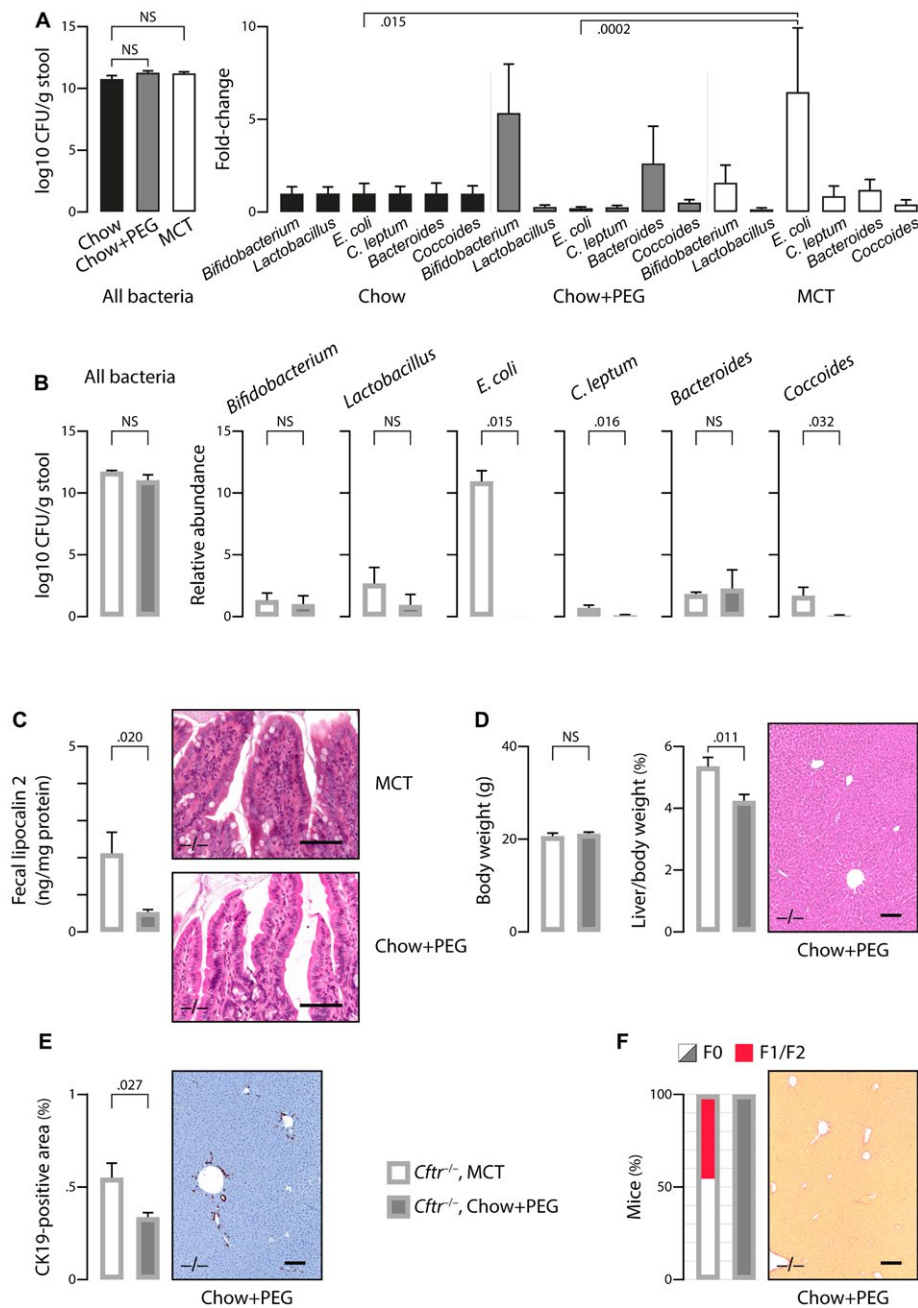 A
NS
NS
log10 CFU/g stool
15
10
5
0
Chow
Chow+PEG
MCT
All bacteria
.015
.0002
Fold-change
10
5
0
Bifidobacterium
Lactobacillus
E. coli
C. leptum
Bacteroides
Coccoides
Bifidobacterium
Lactobacillus
E. coli
C. leptum
Bacteroides
Coccoides
Bifidobacterium
Lactobacillus
E. coli
C. leptum
Bacteroides
Coccoides
Chow
Chow+PEG
MCT
B
All bacteria
Bifidobacterium
Lactobacillus
E. coli
C. leptum
Bacteroides
Coccoides
NS
NS
NS
.015
.016
NS
.032
log10 CFU/g stool
15
10
5
0
Relative abundance
15
10
5
0
C
.020
Fecal lipocalin 2
(ng/mg protein)
5
0
–/–
MCT
–/–
Chow+PEG
D
NS
Body weight (g)
40
20
0
.011
Liver/body weight (%)
6
4
2
0
–/–
Chow+PEG
E
.027
CK19-positive area (%)
1
.5
0
–/–
Chow+PEG
Cftr–/–, MCT
Cftr–/–, Chow+PEG
F
F0
F1/F2
Mice (%)
100
50
0
–/–
Chow+PEG